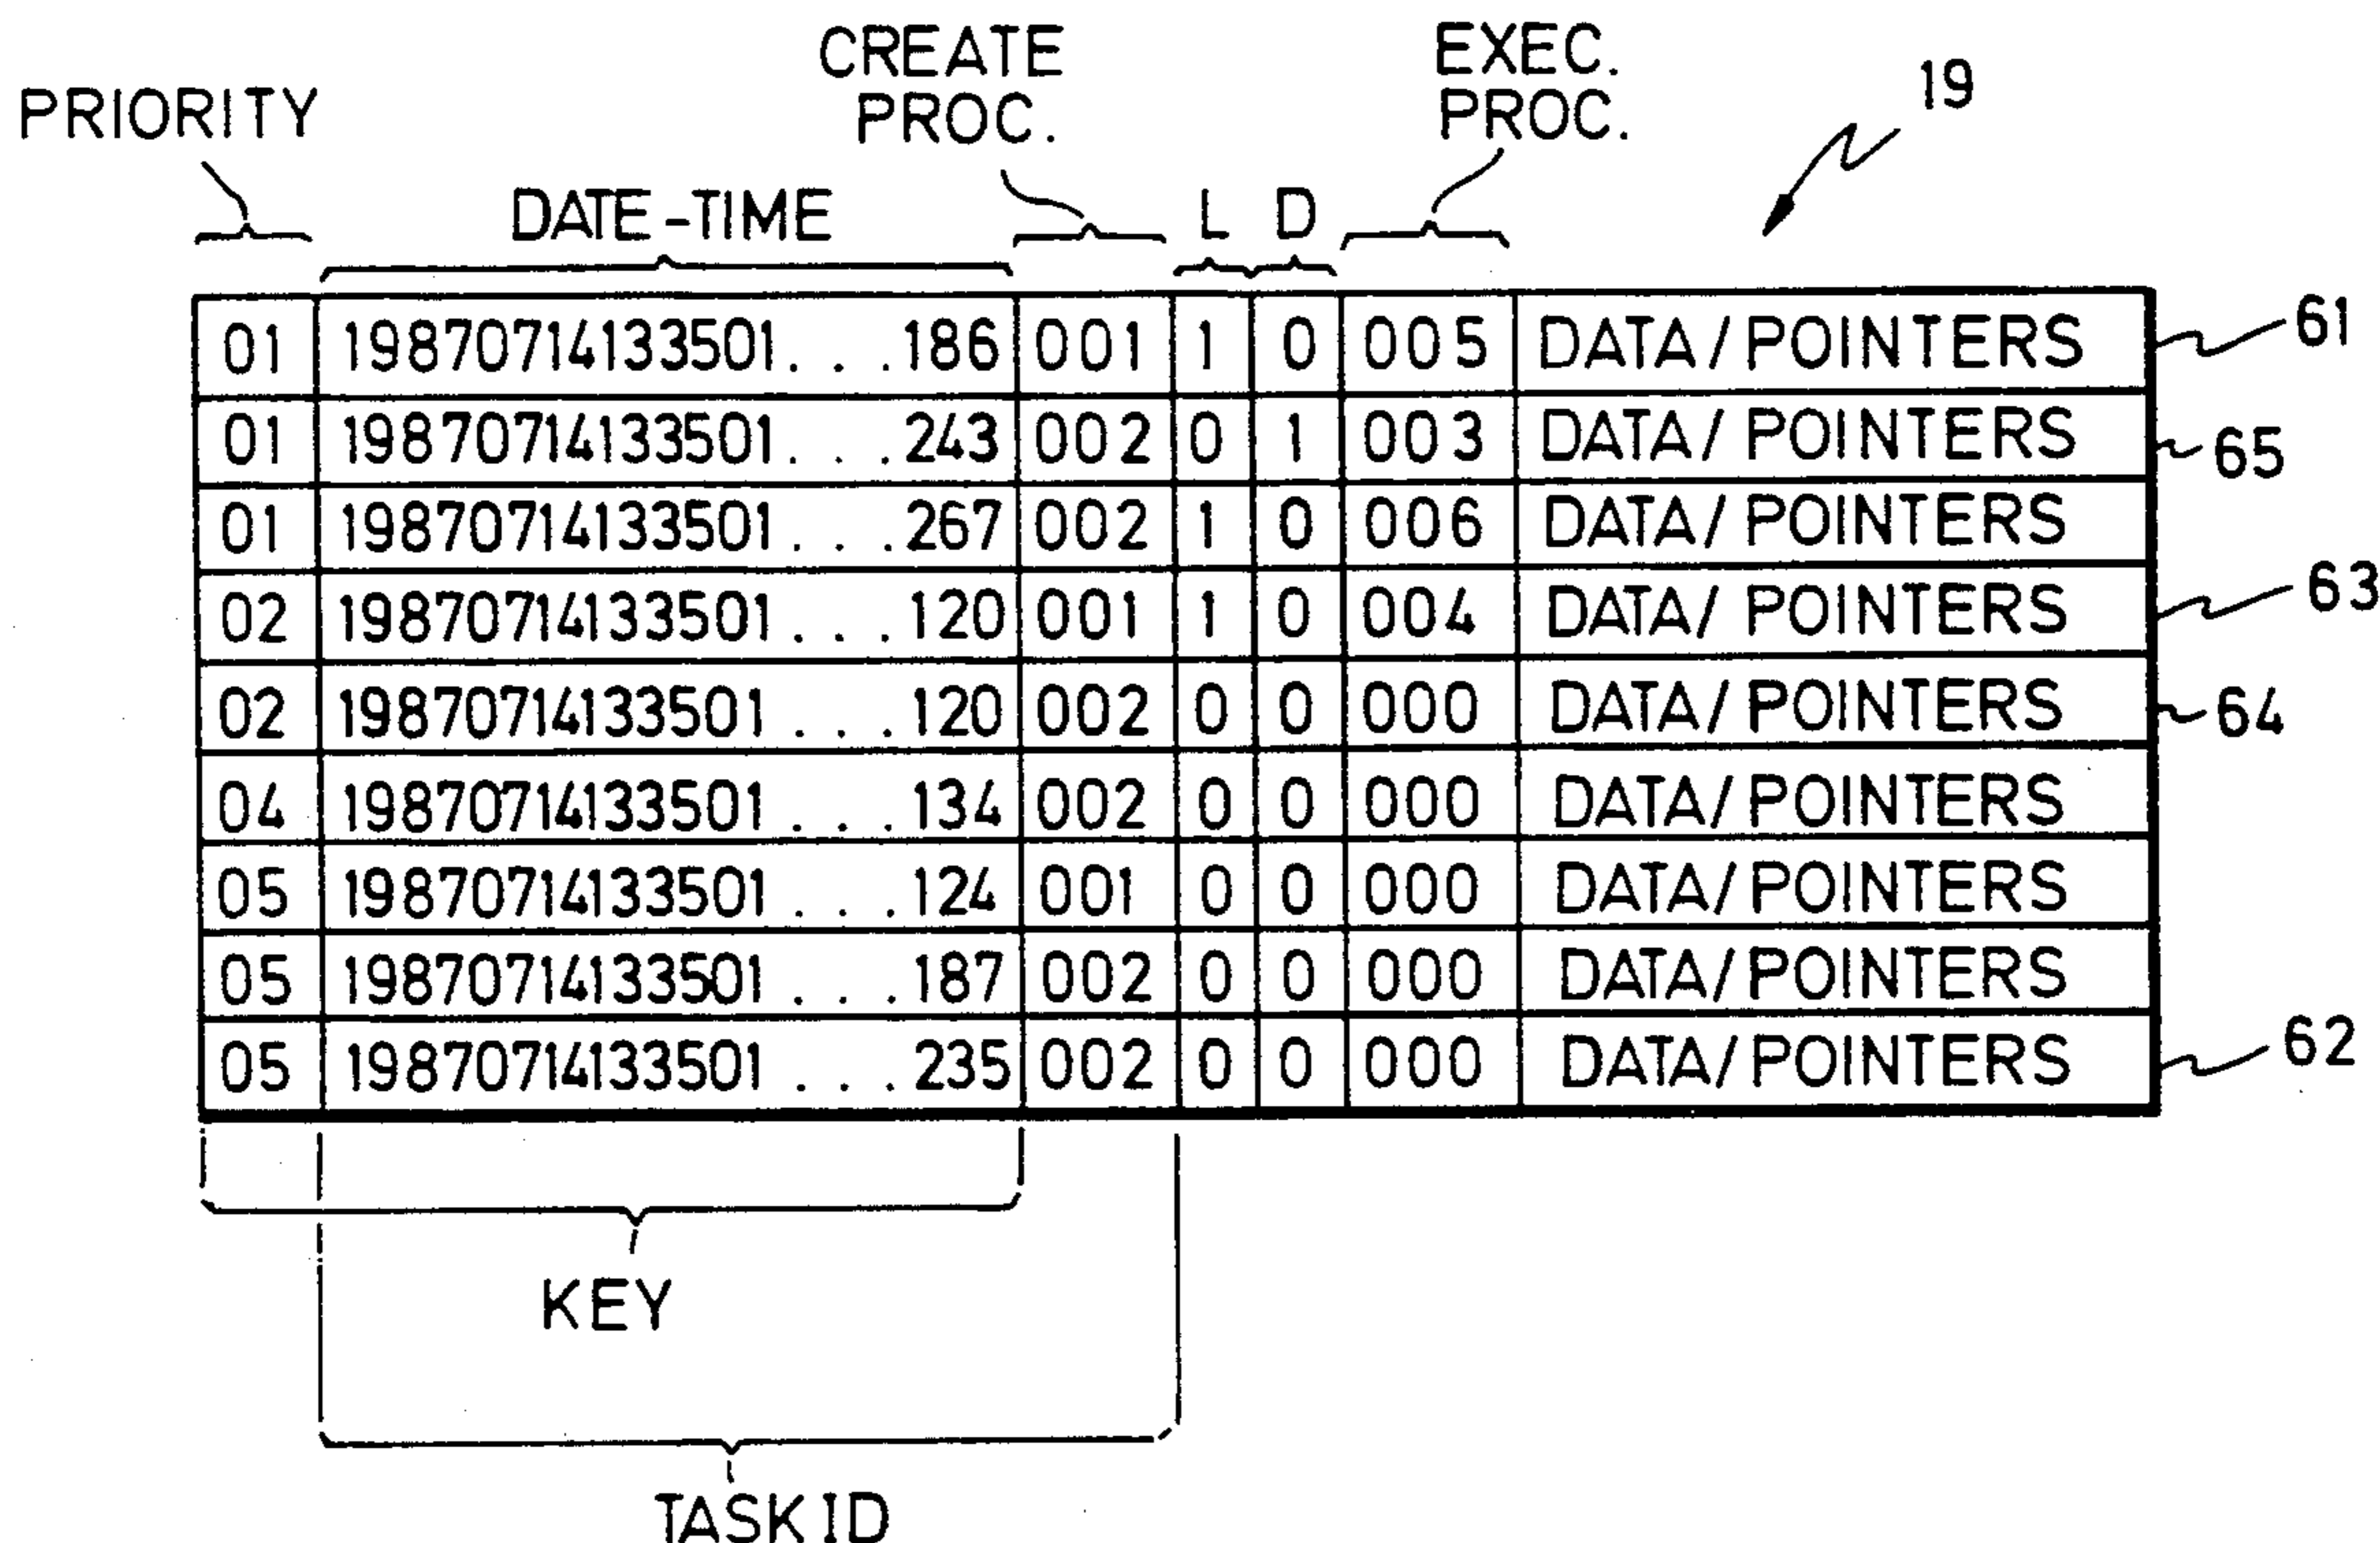 PRIORITY
DATE-TIME
CREATE
PROC.
L D
EXEC.
PROC.
19
01 19870714133501. . .186 001 1 0 005 DATA/POINTERS 61
01 19870714133501. . .243 002 0 1 003 DATA/POINTERS 65
01 19870714133501. . .267 002 1 0 006 DATA/POINTERS
02 19870714133501. . .120 001 1 0 004 DATA/POINTERS 63
02 19870714133501 . . .120 002 0 0 000 DATA/POINTERS 64
04 19870714133501 . . .134 002 0 0 000 DATA/POINTERS
05 19870714133501 . . .124 001 0 0 000 DATA/POINTERS
05 19870714133501 . . .187 002 0 0 000 DATA/POINTERS
05 19870714133501 . . .235 002 0 0 000 DATA/POINTERS 62
KEY
TASK ID